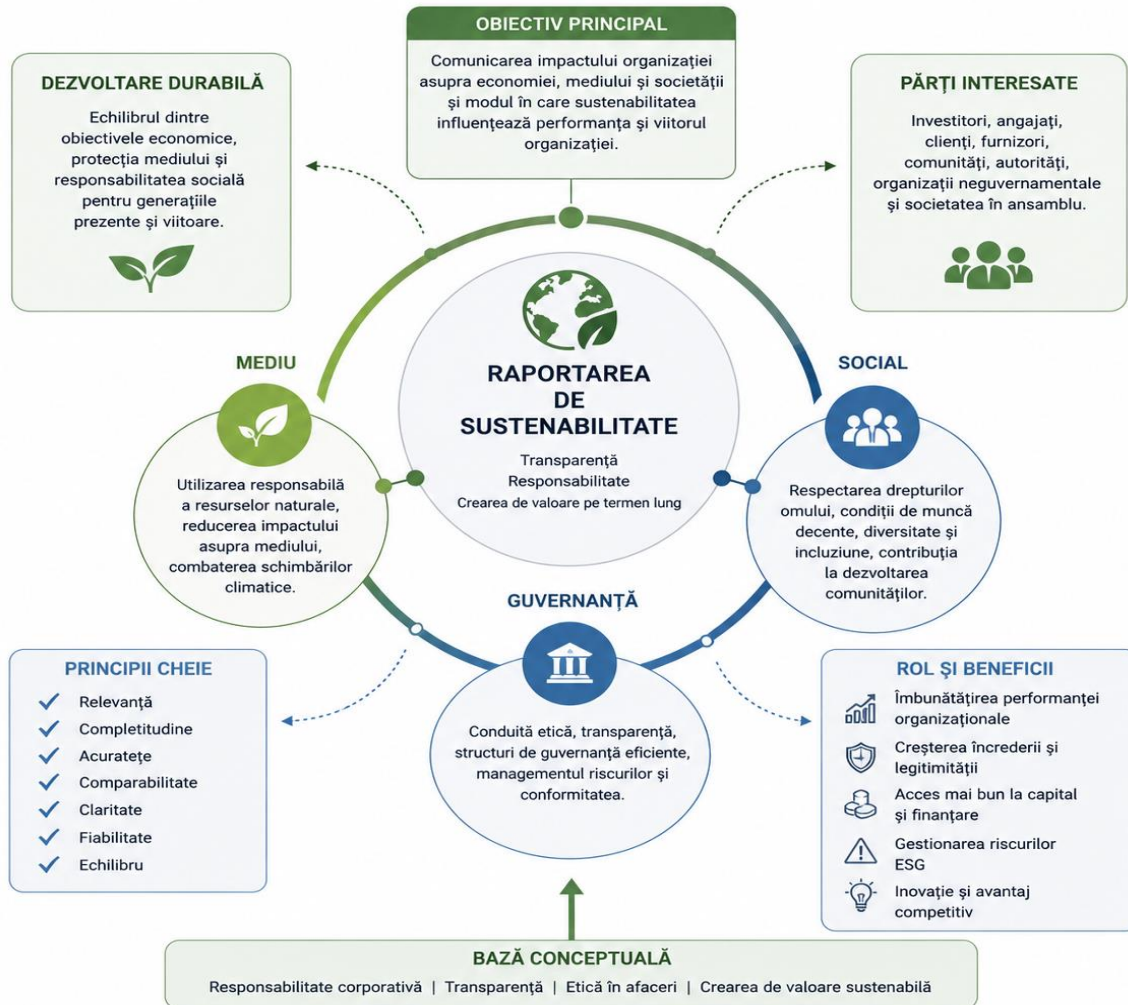 OBIECTIV PRINCIPAL
Comunicarea impactului organizației
asupra economiei, mediului și societății
și modul în care sustenabilitatea
influențează performanța și viitorul
organizației.
DEZVOLTARE DURABILĂ
Echilibrul dintre
obiectivele economice,
protecția mediului și
responsabilitatea socială
pentru generațiile
prezente și viitoare.
PĂRȚI INTERESATE
Investitori, angajați,
clienți, furnizori,
comunități, autorități,
organizații neguvernamentale
și societatea în ansamblu.
RAPORTAREA
DE
SUSTENABILITATE
Transparență
Responsabilitate
Crearea de valoare pe termen lung
MEDIU
Utilizarea responsabilă
a resurselor naturale,
reducerea impactului
asupra mediului,
combaterea schimbărilor
climatice.
SOCIAL
Respectarea drepturilor
omului, condiții de muncă
decente, diversitate și
incluziune, contribuția
la dezvoltarea
comunităților.
GUVERNANȚĂ
Conduită etică, transparență,
structuri de guvernanță eficiente,
managementul riscurilor și
conformitatea.
PRINCIPII CHEIE
Relevanță
Completitudine
Acuratețe
Comparabilitate
Claritate
Fiabilitate
Echilibru
ROL ȘI BENEFICII
Îmbunătățirea performanței
organizaționale
Creșterea încrederii și
legitimității
Acces mai bun la capital
și finanțare
Gestionarea riscurilor
ESG
Inovație și avantaj
competitiv
BAZĂ CONCEPTUALĂ
Responsabilitate corporativă | Transparență | Etică în afaceri | Crearea de valoare sustenabilă